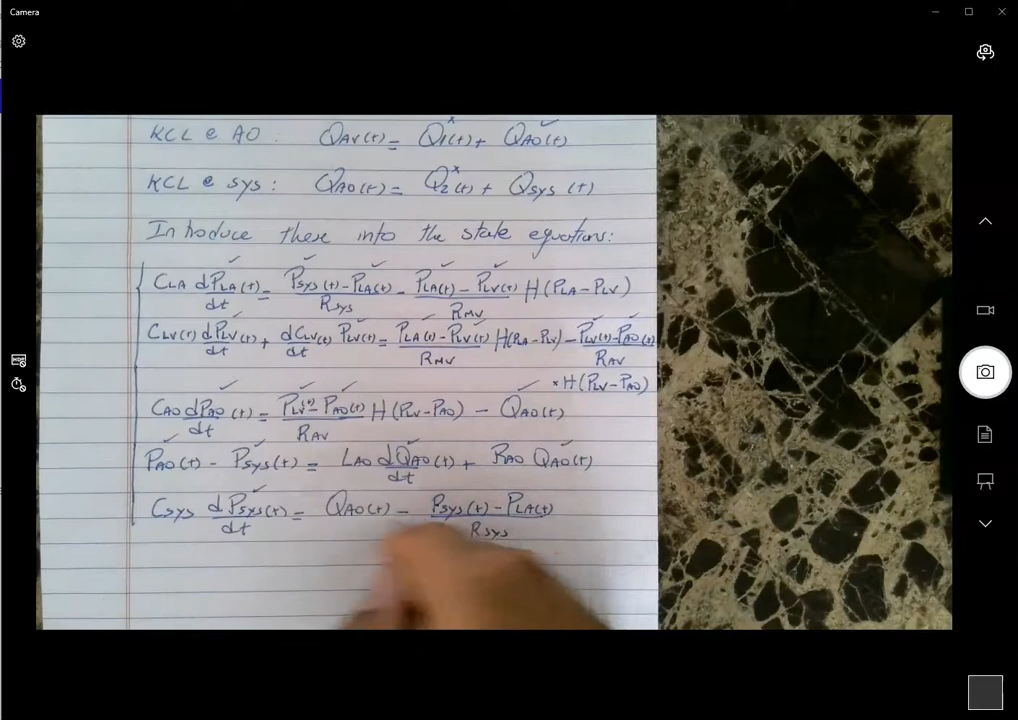 Camera
KCL @ AO: QAV(t) = Q1(t) + QAO(t)
KCL @ sys: QAO(t) = Q2(t) + QSYS(t)
Introduce these into the state equations:
CLA dPLA(t)/dt = (PSYS(t) - PLA(t))/RSYS - (PLA(t) - PLV(t))/RMV H(PLA - PLV)
CLV(t) dPLV(t)/dt + dCLV(t)/dt PLV(t) = (PLA(t) - PLV(t))/RMV H(PLA - PLV) - (PLV(t) - PAO(t))/RAV
* H(PLV - PAO)
CAO dPAO/dt (t) = (PLV(t) - PAO(t))/RAV H(PLV - PAO) - QAO(t)
PAO(t) - PSYS(t) = LAO dQAO(t)/dt + RAO QAO(t)
CSYS dPSYS(t)/dt = QAO(t) - (PSYS(t) - PLA(t))/RSYS